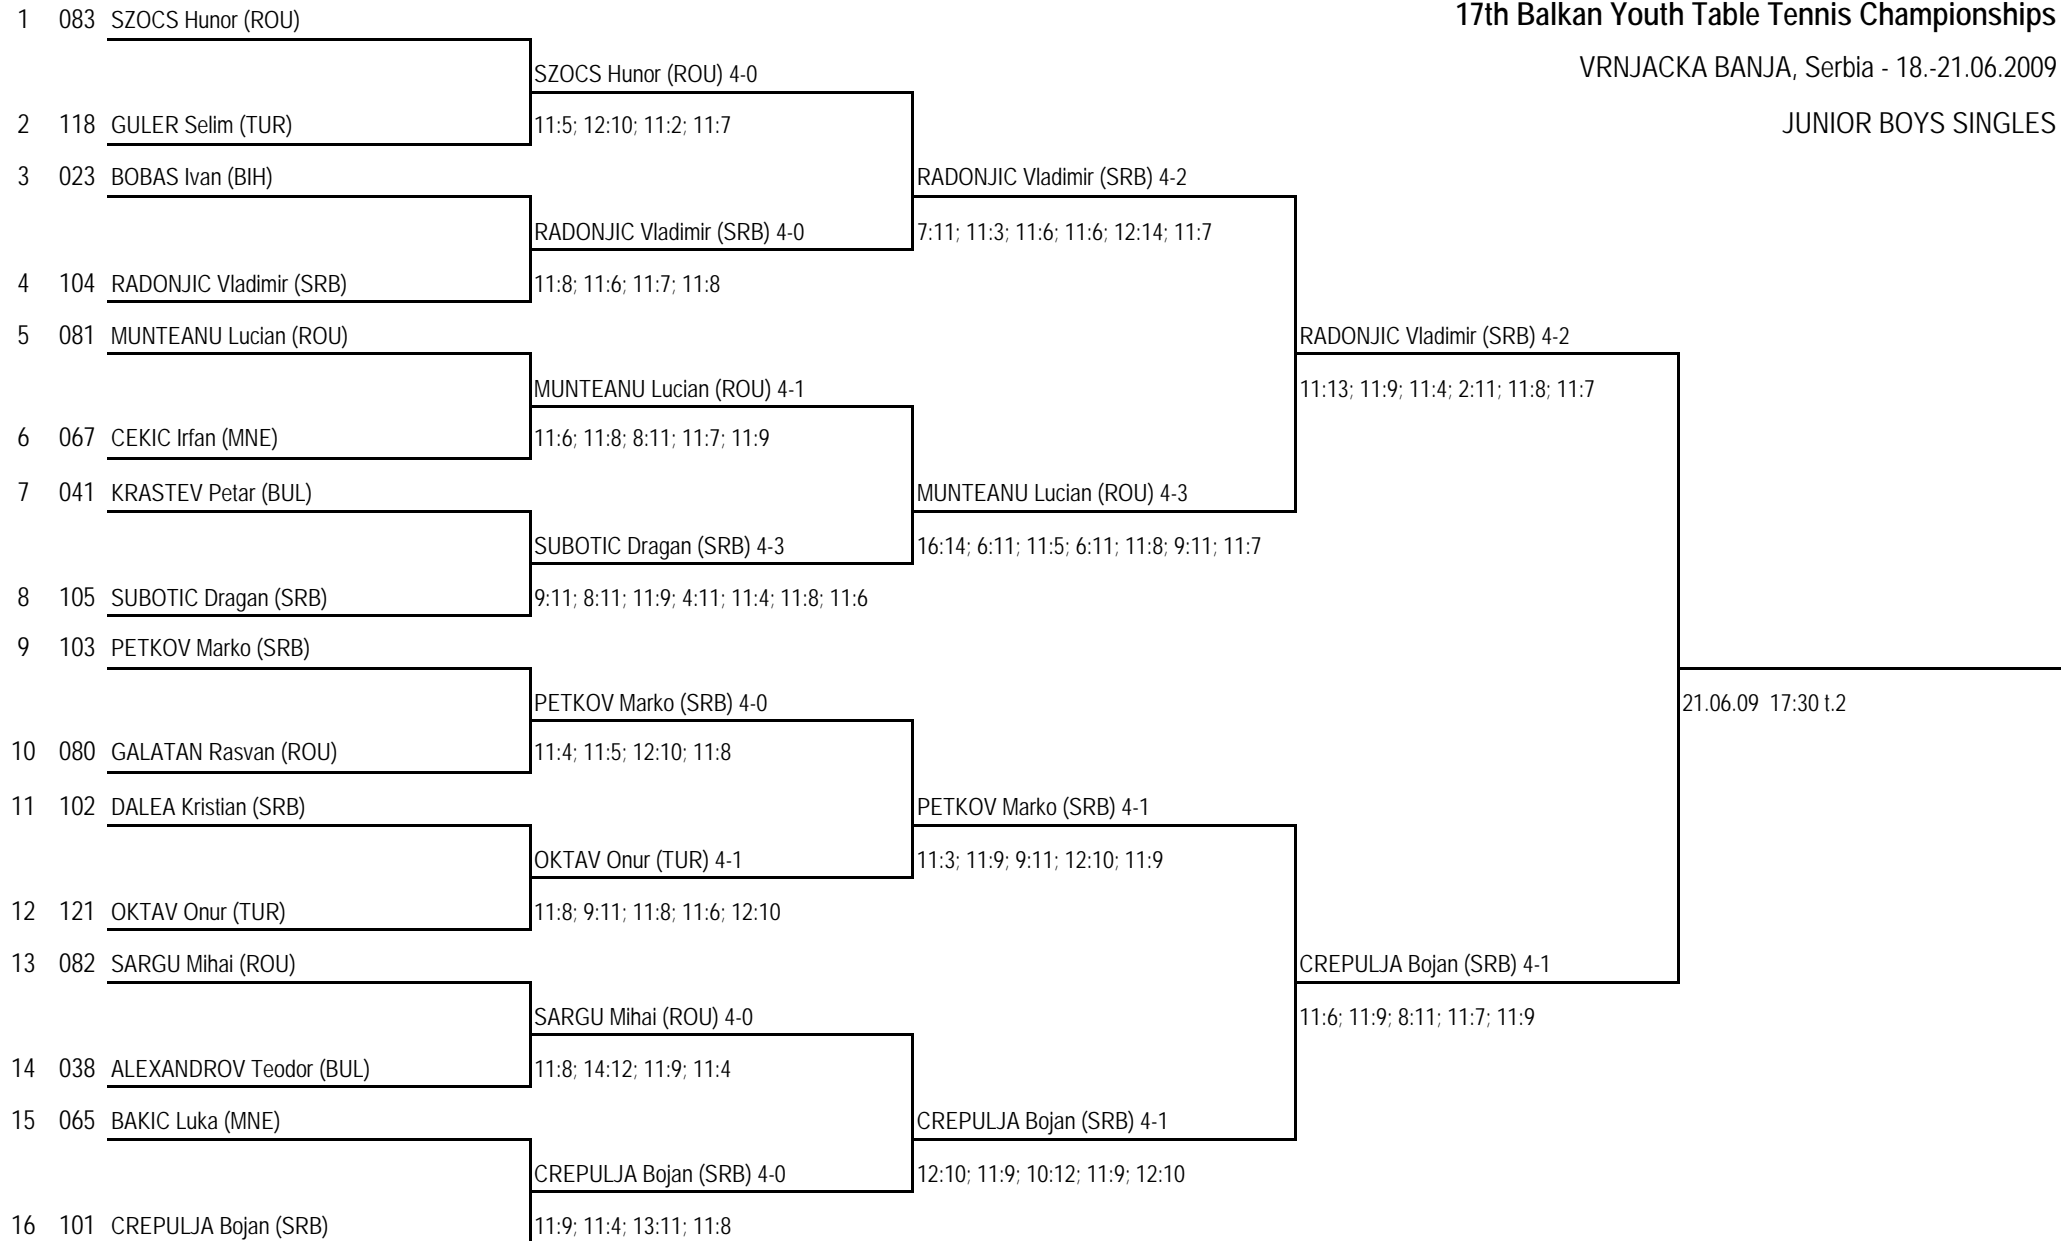 17th Balkan Youth Table Tennis Championships
VRNJACKA BANJA, Serbia - 18.-21.06.2009
JUNIOR BOYS SINGLES
1 083 SZOCS Hunor (ROU)
SZOCS Hunor (ROU) 4-0
2 118 GULER Selim (TUR) 11:5; 12:10; 11:2; 11:7
3 023 BOBAS Ivan (BIH) RADONJIC Vladimir (SRB) 4-2
RADONJIC Vladimir (SRB) 4-0 7:11; 11:3; 11:6; 11:6; 12:14; 11:7
4 104 RADONJIC Vladimir (SRB) 11:8; 11:6; 11:7; 11:8
5 081 MUNTEANU Lucian (ROU) RADONJIC Vladimir (SRB) 4-2
MUNTEANU Lucian (ROU) 4-1 11:13; 11:9; 11:4; 2:11; 11:8; 11:7
6 067 CEKIC Irfan (MNE) 11:6; 11:8; 8:11; 11:7; 11:9
7 041 KRASTEV Petar (BUL) MUNTEANU Lucian (ROU) 4-3
SUBOTIC Dragan (SRB) 4-3 16:14; 6:11; 11:5; 6:11; 11:8; 9:11; 11:7
8 105 SUBOTIC Dragan (SRB) 9:11; 8:11; 11:9; 4:11; 11:4; 11:8; 11:6
9 103 PETKOV Marko (SRB)
PETKOV Marko (SRB) 4-0 21.06.09 17:30 t.2
10 080 GALATAN Rasvan (ROU) 11:4; 11:5; 12:10; 11:8
11 102 DALEA Kristian (SRB) PETKOV Marko (SRB) 4-1
OKTAV Onur (TUR) 4-1 11:3; 11:9; 9:11; 12:10; 11:9
12 121 OKTAV Onur (TUR) 11:8; 9:11; 11:8; 11:6; 12:10
13 082 SARGU Mihai (ROU) CREPULJA Bojan (SRB) 4-1
SARGU Mihai (ROU) 4-0 11:6; 11:9; 8:11; 11:7; 11:9
14 038 ALEXANDROV Teodor (BUL) 11:8; 14:12; 11:9; 11:4
15 065 BAKIC Luka (MNE) CREPULJA Bojan (SRB) 4-1
CREPULJA Bojan (SRB) 4-0 12:10; 11:9; 10:12; 11:9; 12:10
16 101 CREPULJA Bojan (SRB) 11:9; 11:4; 13:11; 11:8